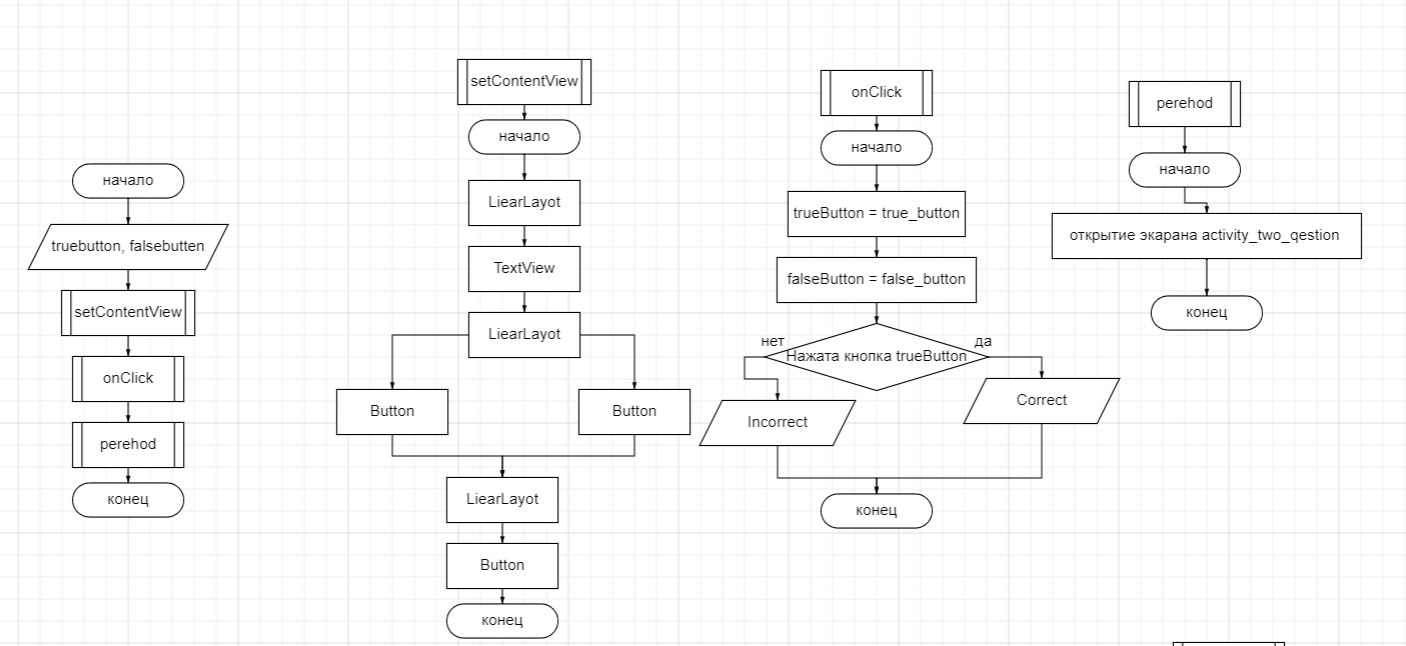 начало
truebutton, falsebutten
setContentView
onClick
perehod
конец
setContentView
начало
LiearLayot
TextView
LiearLayot
Button
Button
LiearLayot
Button
конец
onClick
начало
trueButton = true_button
falseButton = false_button
нет
да
Нажата кнопка trueButton
Incorrect
Correct
конец
perehod
начало
открытие экарана activity_two_qestion
конец